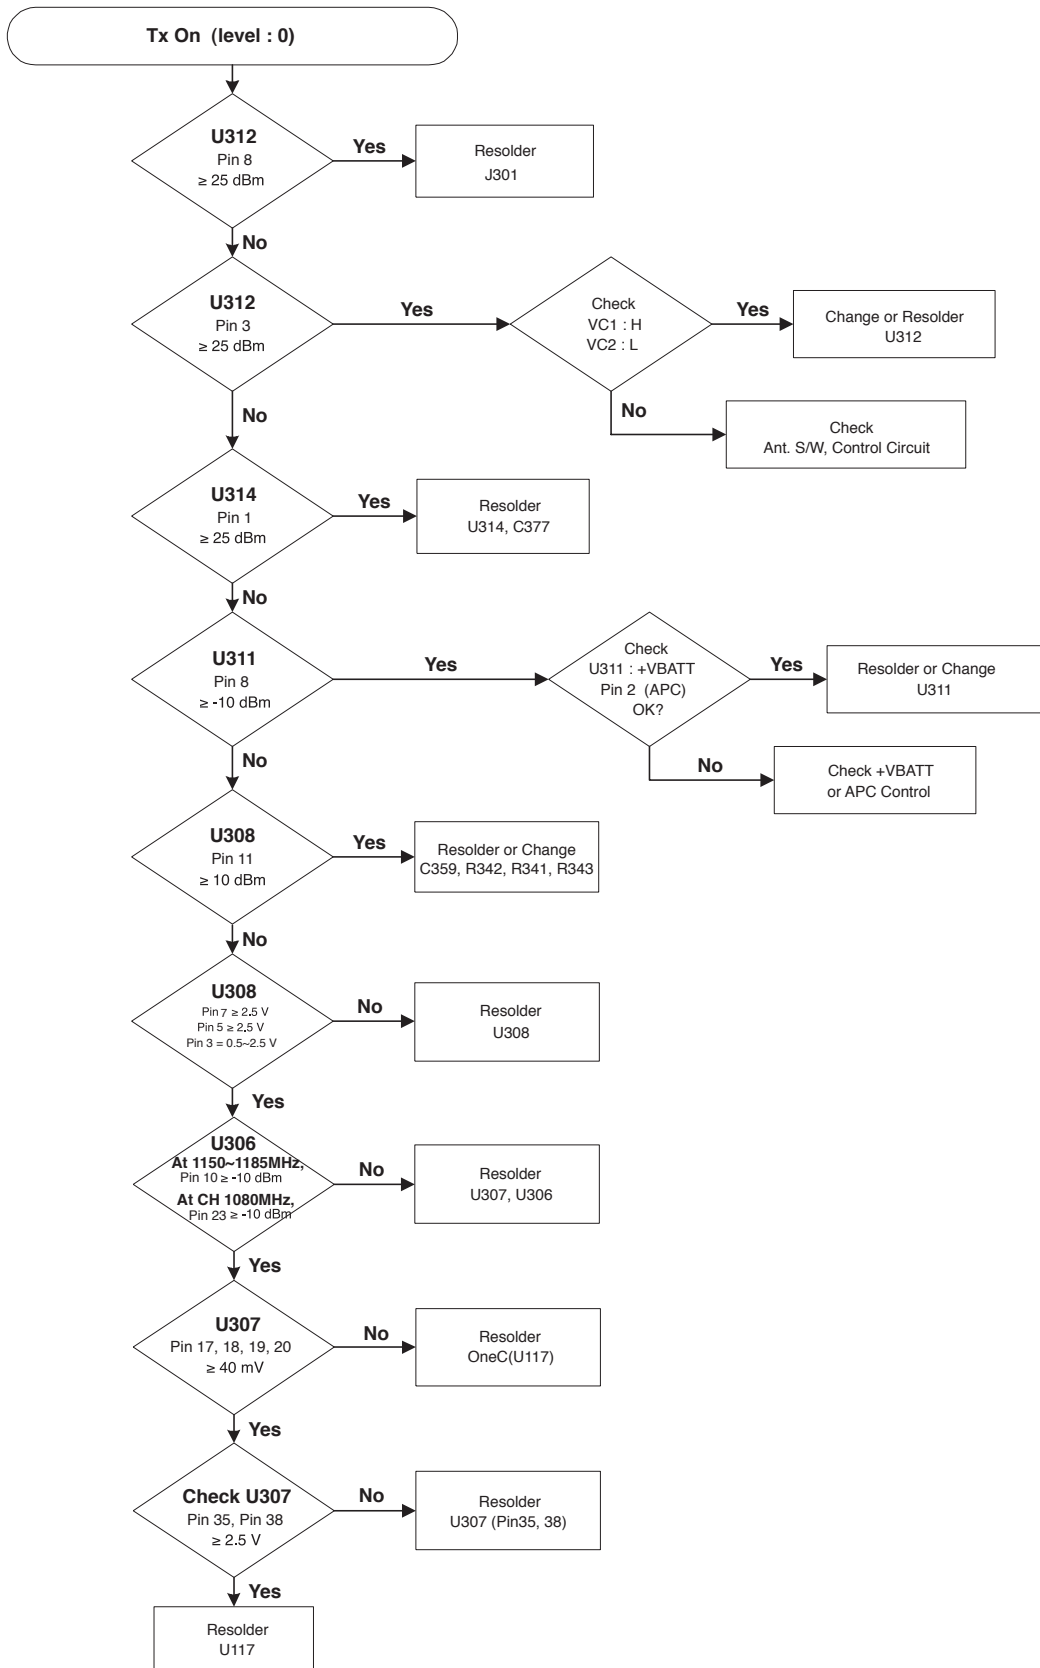 Tx On (level : 0)
U312
Pin 8
≥ 25 dBm
Yes
Resolder
J301
No
U312
Pin 3
≥ 25 dBm
Yes
Check
VC1 : H
VC2 : L
Yes
Change or Resolder
U312
No
Check
Ant. S/W, Control Circuit
No
U314
Pin 1
≥ 25 dBm
Yes
Resolder
U314, C377
No
U311
Pin 8
≥ -10 dBm
Yes
Check
U311 : +VBATT
Pin 2 (APC)
OK?
Yes
Resolder or Change
U311
No
Check +VBATT
or APC Control
No
U308
Pin 11
≥ 10 dBm
Yes
Resolder or Change
C359, R342, R341, R343
No
U308
Pin 7 ≥ 2.5 V
Pin 5 ≥ 2.5 V
Pin 3 = 0.5~2.5 V
No
Resolder
U308
Yes
U306
At 1150~1185MHz,
Pin 10 ≥ -10 dBm
At CH 1080MHz,
Pin 23 ≥ -10 dBm
No
Resolder
U307, U306
Yes
U307
Pin 17, 18, 19, 20
≥ 40 mV
No
Resolder
OneC(U117)
Yes
Check U307
Pin 35, Pin 38
≥ 2.5 V
No
Resolder
U307 (Pin35, 38)
Yes
Resolder
U117